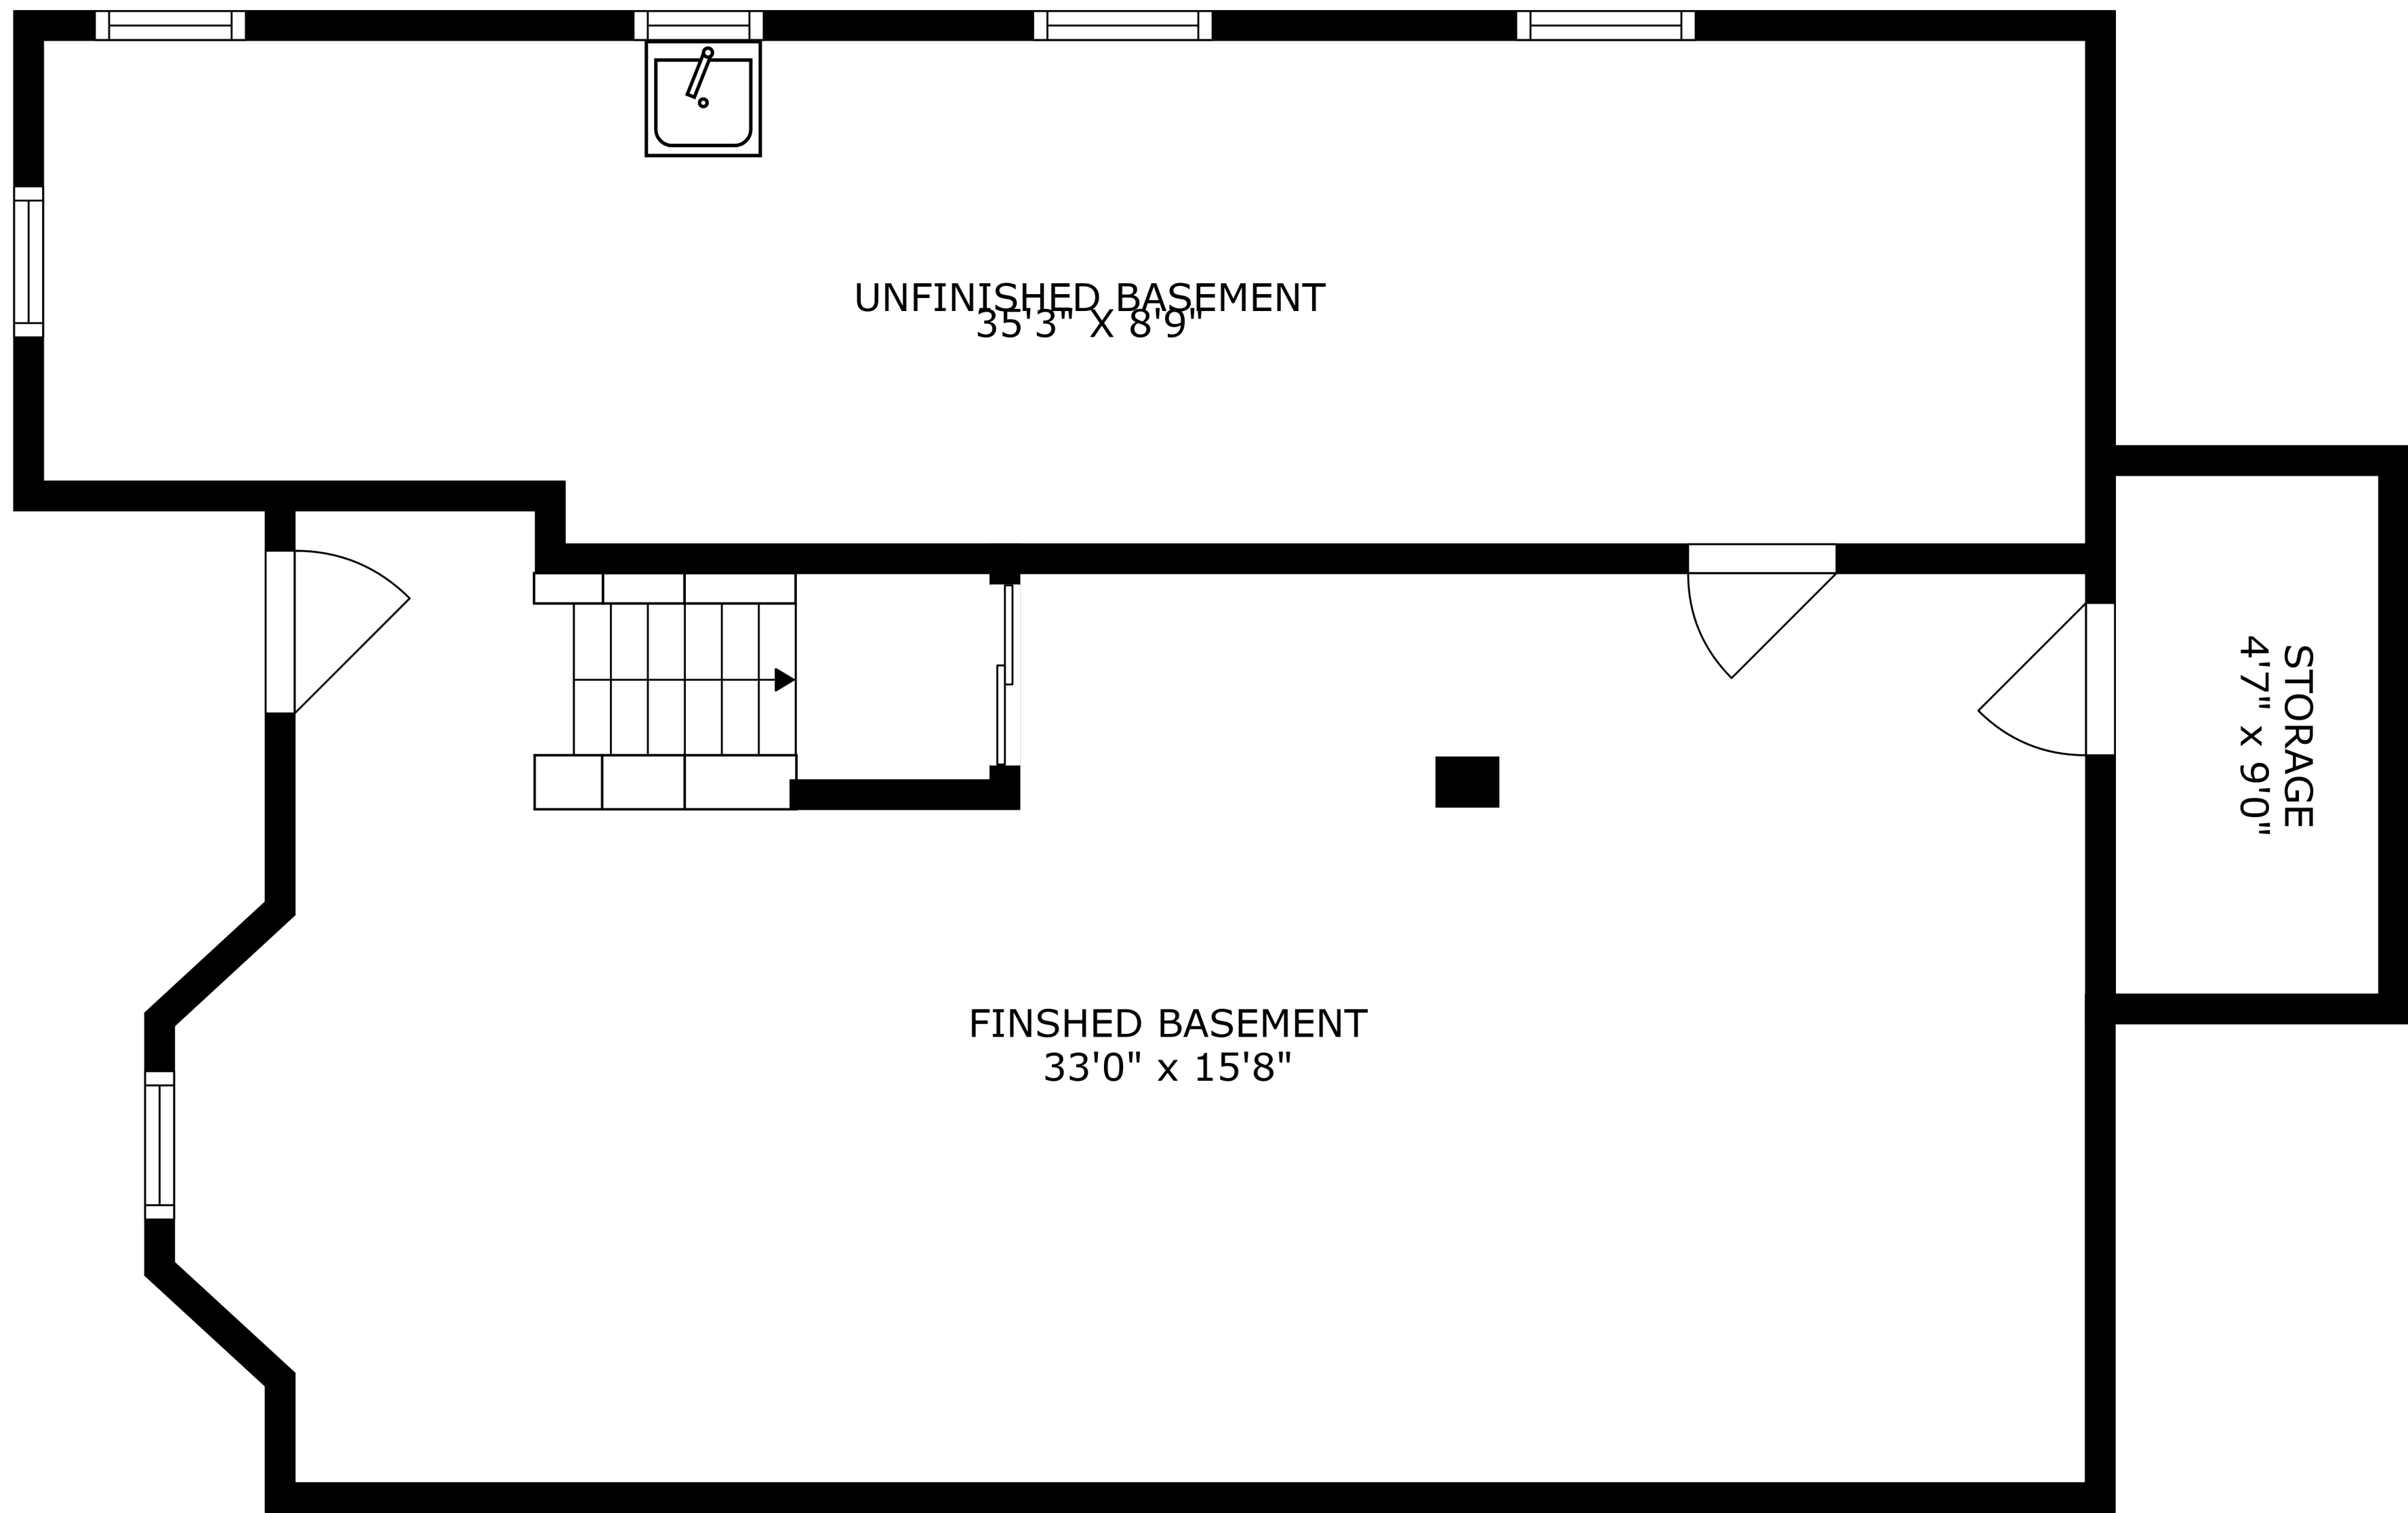 UNFINISHED BASEMENT
35'3" X 8'9"
STORAGE
4'7" x 9'0"
FINSHED BASEMENT
33'0" x 15'8"